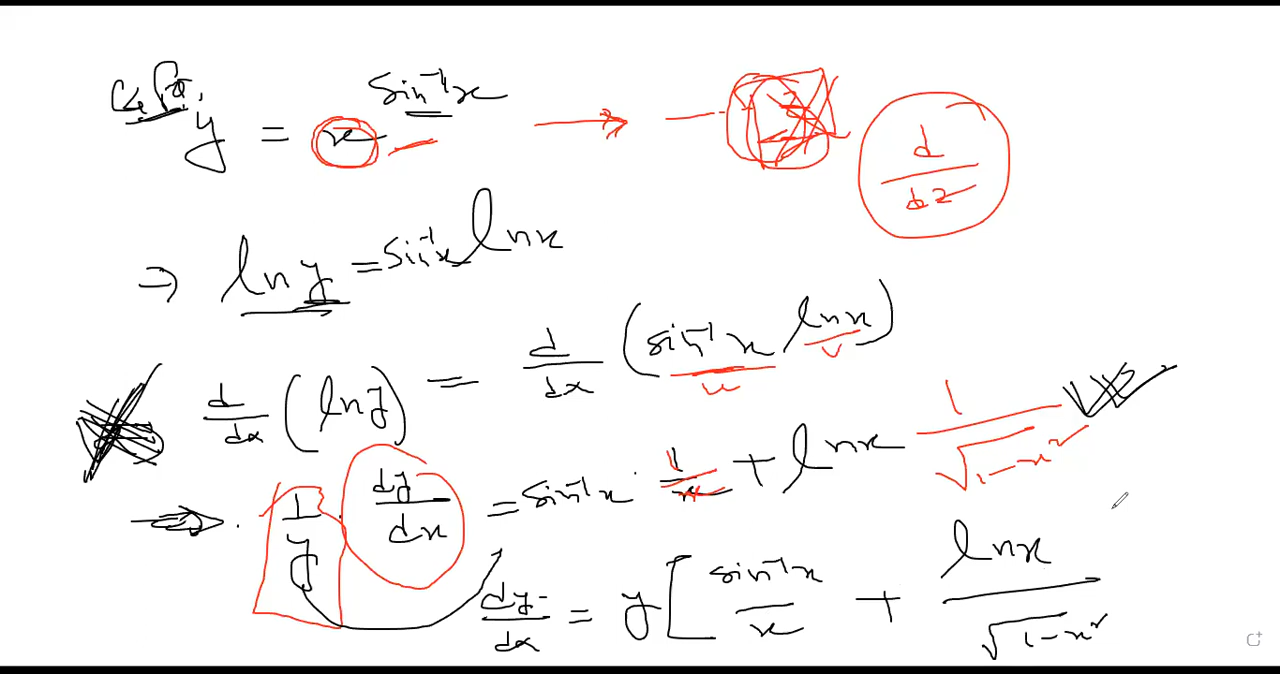 y = x^{sin⁻¹x}
d/dz
⇒ ln y = sin⁻¹x ln x
d/dx (ln y) = d/dx (sin⁻¹x ln x)
u v
⇒ 1/y · dy/dx = sin⁻¹x · 1/x + ln x 1/√(1-x²)
dy/dx = y [ sin⁻¹x/x + ln x/√(1-x²)